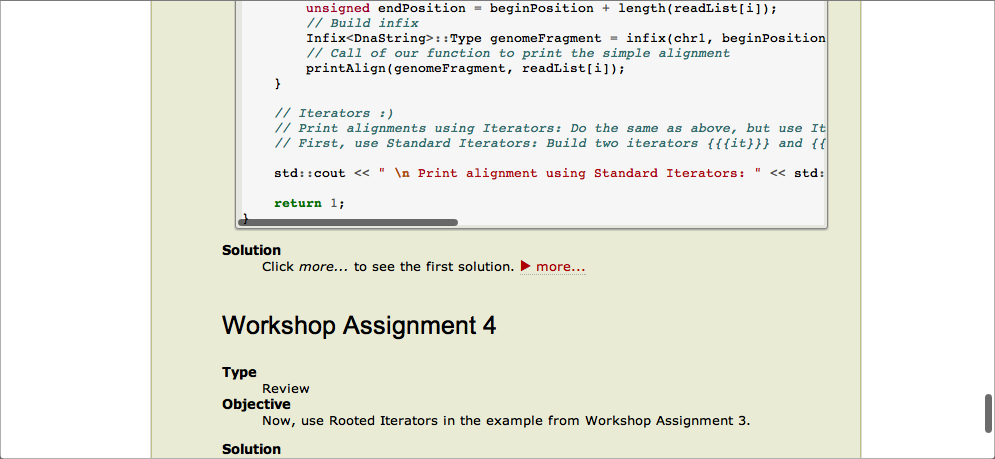 unsigned endPosition = beginPosition + length(readList[i]);
// Build infix
Infix<DnaString>::Type genomeFragment = infix(chr1, beginPosition
// Call of our function to print the simple alignment
printAlign(genomeFragment, readList[i]);
}
// Iterators :)
// Print alignments using Iterators: Do the same as above, but use It
// First, use Standard Iterators: Build two iterators {{{it}}} and {{
std::cout << " \n Print alignment using Standard Iterators: " << std:
return 1;
}
Solution
Click more... to see the first solution. ▶ more...
Workshop Assignment 4
Type
Review
Objective
Now, use Rooted Iterators in the example from Workshop Assignment 3.
Solution